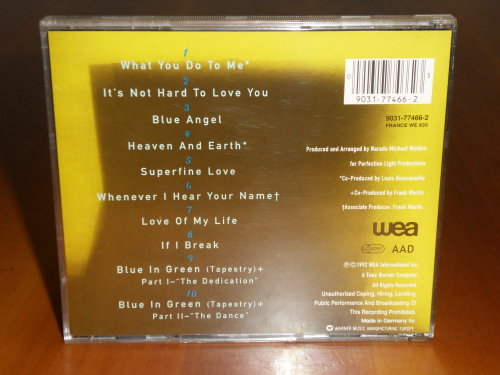 1
What You Do To Me*
2
It's Not Hard To Love You
3
Blue Angel
4
Heaven And Earth*
5
Superfine Love
6
Whenever I Hear Your Name†
7
Love Of My Life
8
If I Break
9
Blue In Green (Tapestry)+
Part I–"The Dedication"
10
Blue In Green (Tapestry)+
Part II–"The Dance"
0 3
9031-77466-2
9031-77466-2
FRANCE WE 833
Produced and Arranged by Narada Michael Walden
for Perfection Light Productions
*Co-Produced by Louis Biancaniello
+Co-Produced by Frank Martin
†Associate Producer: Frank Martin
wea
AAD
℗©1992 WEA International Inc.
A Time Warner Company
All Rights Reserved.
Unauthorized Coping, Hiring, Lending,
Public Performance And Broadcasting Of
This Recording Prohibited.
Made in Germany by
WARNER MUSIC MANUFACTURING EUROPE